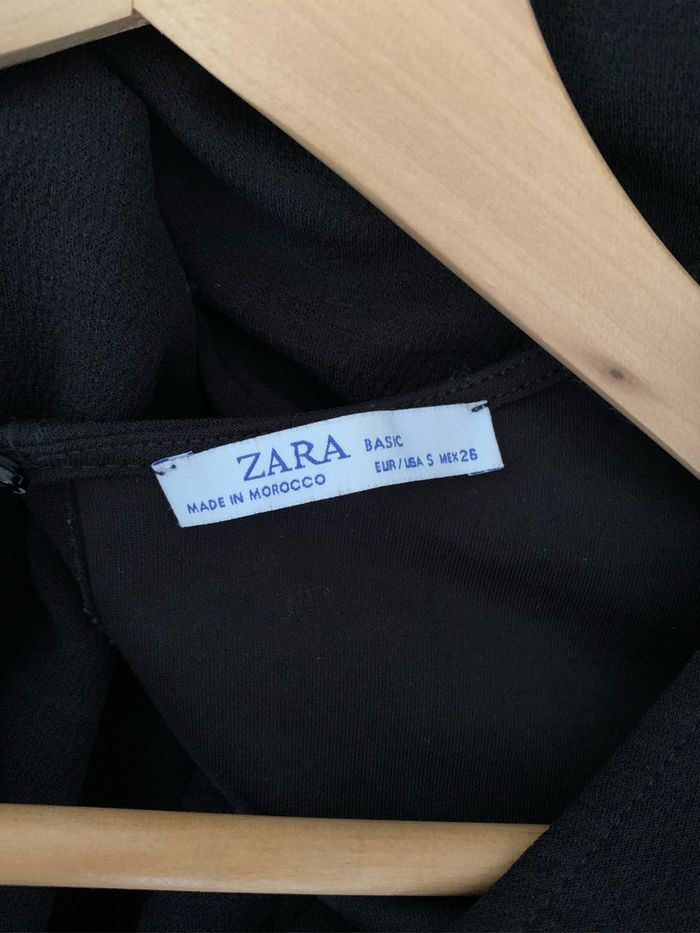 ZARA BASIC
EUR/USA S MEX 26
MADE IN MOROCCO